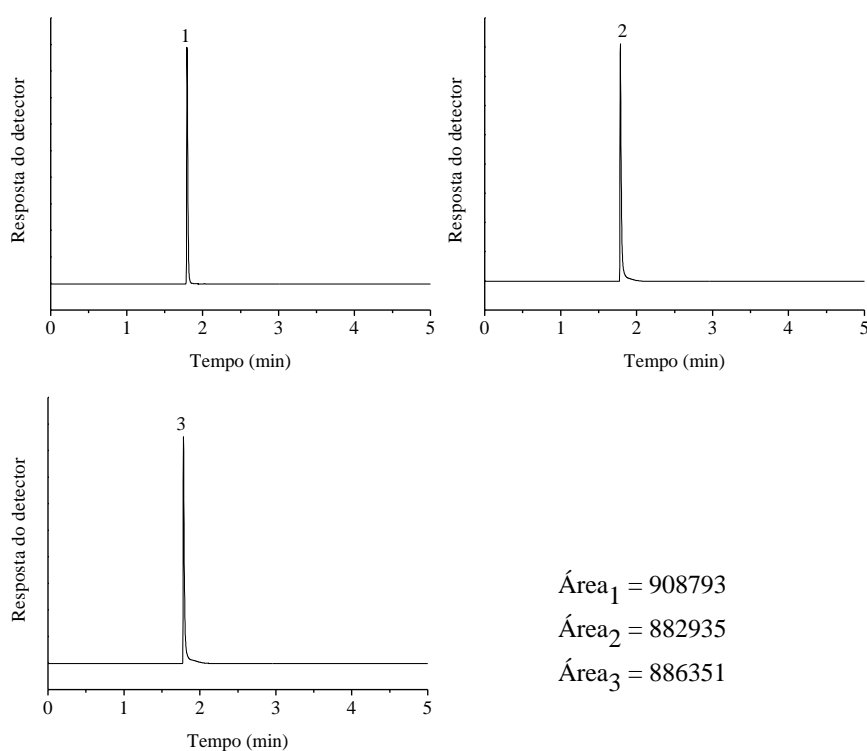 1
Resposta do detector
0 1 2 3 4 5
Tempo (min)
2
Resposta do detector
0 1 2 3 4 5
Tempo (min)
3
Resposta do detector
0 1 2 3 4 5
Tempo (min)
Área1 = 908793
Área2 = 882935
Área3 = 886351